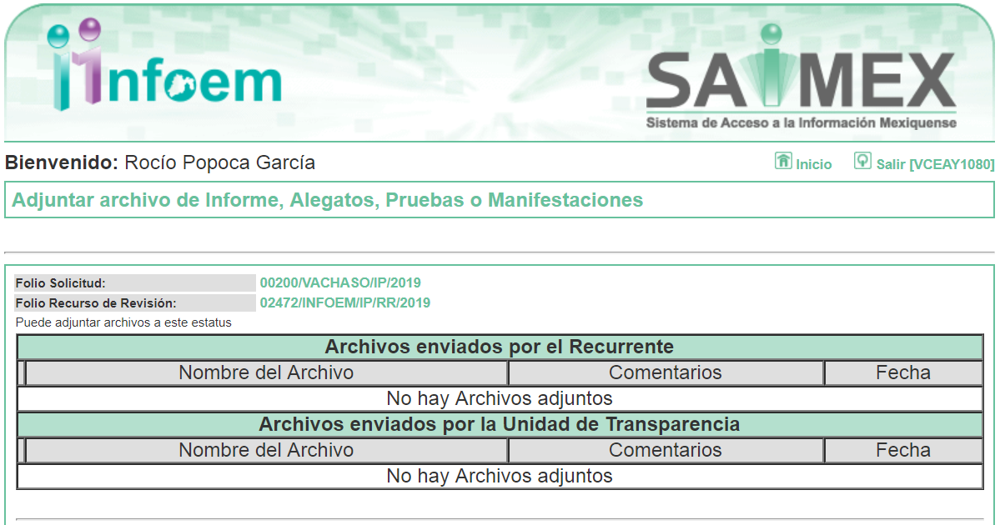 infoem
SAIMEX
Sistema de Acceso a la Información Mexiquense
Bienvenido: Rocío Popoca García
Inicio Salir [VCEAY1080]
Adjuntar archivo de Informe, Alegatos, Pruebas o Manifestaciones
Folio Solicitud: 00200/VACHASO/IP/2019
Folio Recurso de Revisión: 02472/INFOEM/IP/RR/2019
Puede adjuntar archivos a este estatus
Archivos enviados por el Recurrente
Nombre del Archivo Comentarios Fecha
No hay Archivos adjuntos
Archivos enviados por la Unidad de Transparencia
Nombre del Archivo Comentarios Fecha
No hay Archivos adjuntos